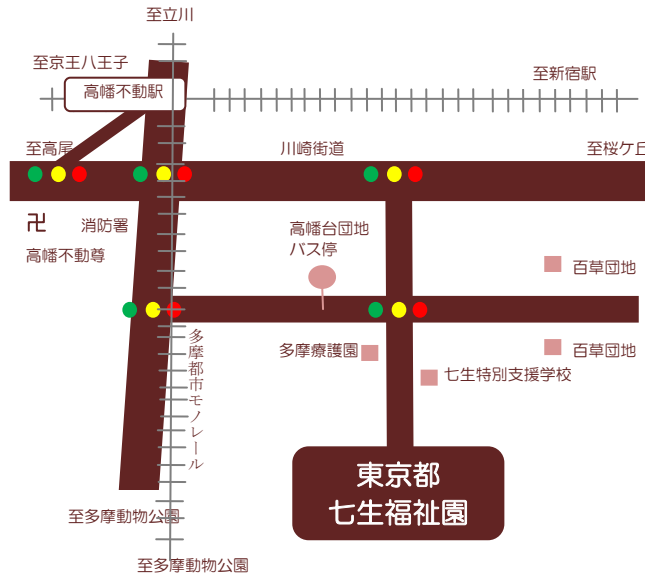 至立川
至京王八王子
至新宿駅
高幡不動駅
至高尾
川崎街道
至桜ケ丘
卍
消防署
高幡不動尊
高幡台団地
バス停
百草団地
多摩都市モノレール
多摩療護園
百草団地
七生特別支援学校
東京都
七生福祉園
至多摩動物公園
至多摩動物公園